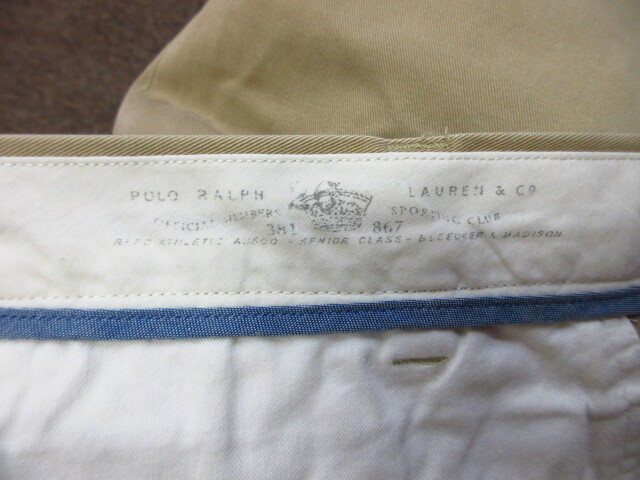 POLO RALPH LAUREN & CO
OFFICIAL MEMBERS SPORTING CLUB
381 867
ATHLETIC ASSOC - SENIOR CLASS - BLEECKER & MADISON